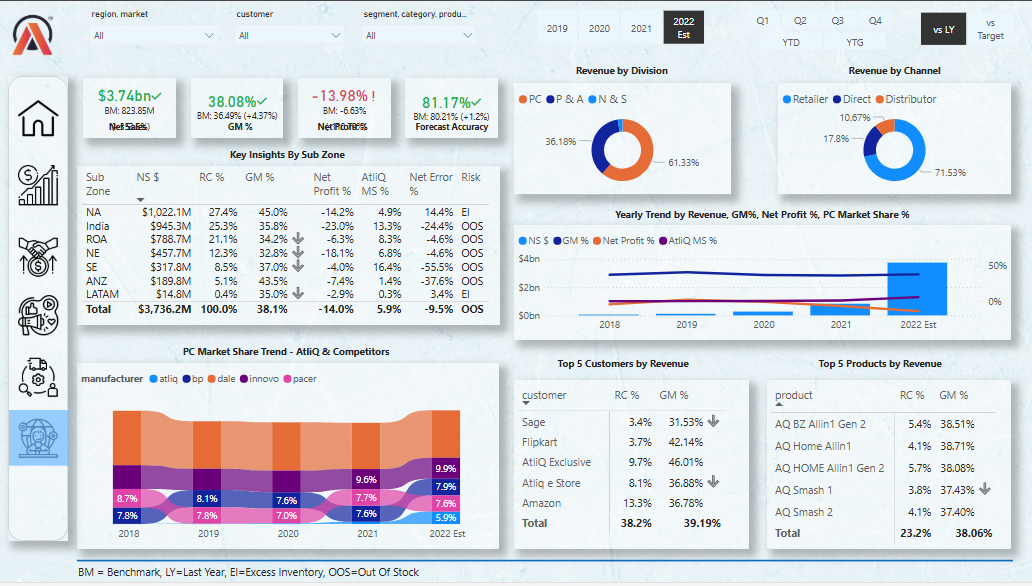 region, market
customer
segment, category, produ...
All
All
All
2019
2020
2021
2022
Est
Q1
Q2
Q3
Q4
YTD
YTG
vs LY
vs
Target
$3.74bn✓
BM: 823.85M
Net Sales
38.08%✓
BM: 36.49% (+4.37%)
GM %
-13.98% !
BM: -6.63%
Net Profit %
81.17%✓
BM: 80.21% (+1.2%)
Forecast Accuracy
Revenue by Division
PC P & A N & S
36.18%
61.33%
Revenue by Channel
Retailer Direct Distributor
10.67%
17.8%
71.53%
Key Insights By Sub Zone
Sub Zone NS $ RC % GM % Net Profit % AtliQ MS % Net Error % Risk
NA $1,022.1M 27.4% 45.0% -14.2% 4.9% 14.4% EI
India $945.3M 25.3% 35.8% -23.0% 13.3% -24.4% OOS
ROA $788.7M 21.1% 34.2% -6.3% 8.3% -4.6% OOS
NE $457.7M 12.3% 32.8% -18.1% 6.8% -4.6% OOS
SE $317.8M 8.5% 37.0% -4.0% 16.4% -55.5% OOS
ANZ $189.8M 5.1% 43.5% -7.4% 1.4% -37.6% OOS
LATAM $14.8M 0.4% 35.0% -2.9% 0.3% 3.4% EI
Total $3,736.2M 100.0% 38.1% -14.0% 5.9% -9.5% OOS
Yearly Trend by Revenue, GM%, Net Profit %, PC Market Share %
NS $ GM % Net Profit % AtliQ MS %
$4bn
$2bn
$0bn
50%
0%
2018 2019 2020 2021 2022 Est
PC Market Share Trend - AtliQ & Competitors
manufacturer atliq bp dale innovo pacer
8.7%
7.8%
8.1%
7.8%
7.6%
7.0%
9.6%
7.7%
7.6%
9.9%
7.9%
7.6%
5.9%
2018 2019 2020 2021 2022 Est
Top 5 Customers by Revenue
customer RC % GM %
Sage 3.4% 31.53%
Flipkart 3.7% 42.14%
AtliQ Exclusive 9.7% 46.01%
Atliq e Store 8.1% 36.88%
Amazon 13.3% 36.78%
Total 38.2% 39.19%
Top 5 Products by Revenue
product RC % GM %
AQ BZ Allin1 Gen 2 5.4% 38.51%
AQ Home Allin1 4.1% 38.71%
AQ HOME Allin1 Gen 2 5.7% 38.08%
AQ Smash 1 3.8% 37.43%
AQ Smash 2 4.1% 37.40%
Total 23.2% 38.06%
BM = Benchmark, LY=Last Year, EI=Excess Inventory, OOS=Out Of Stock